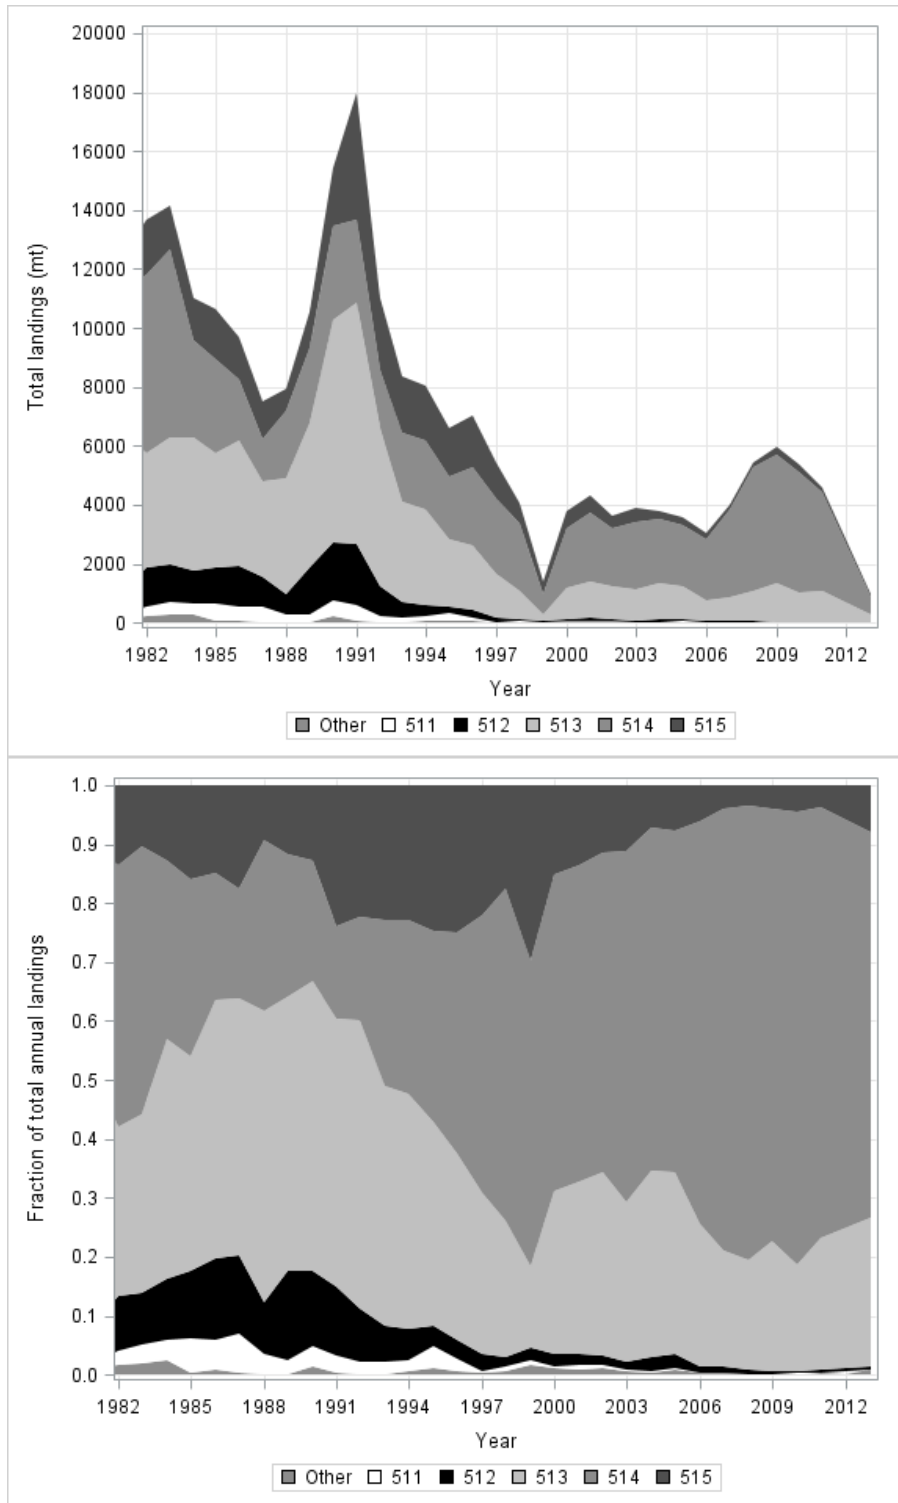 20000
18000
16000
14000
12000
10000
8000
6000
4000
2000
0
Total landings (mt)
1982 1985 1988 1991 1994 1997 2000 2003 2006 2009 2012
Year
Other 511 512 513 514 515
1.0
0.9
0.8
0.7
0.6
0.5
0.4
0.3
0.2
0.1
0.0
Fraction of total annual landings
1982 1985 1988 1991 1994 1997 2000 2003 2006 2009 2012
Year
Other 511 512 513 514 515